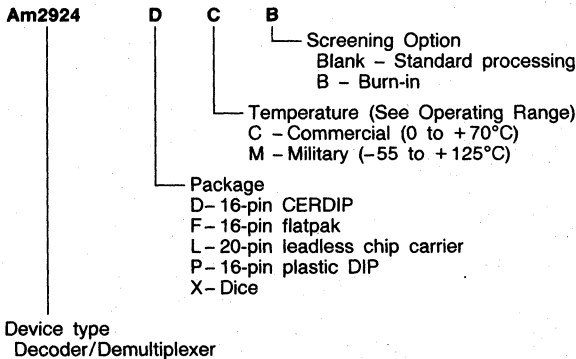 Am2924 D C B
Screening Option
Blank – Standard processing
B – Burn-in
Temperature (See Operating Range)
C – Commercial (0 to +70°C)
M – Military (–55 to +125°C)
Package
D – 16-pin CERDIP
F – 16-pin flatpak
L – 20-pin leadless chip carrier
P – 16-pin plastic DIP
X – Dice
Device type
Decoder/Demultiplexer